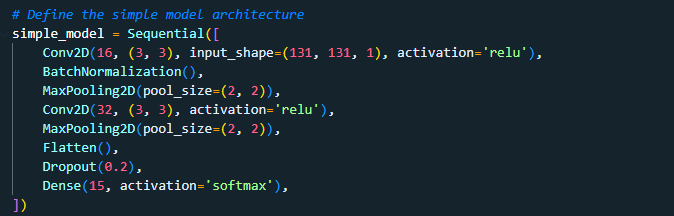 # Define the simple model architecture
simple_model = Sequential([
    Conv2D(16, (3, 3), input_shape=(131, 131, 1), activation='relu'),
    BatchNormalization(),
    MaxPooling2D(pool_size=(2, 2)),
    Conv2D(32, (3, 3), activation='relu'),
    MaxPooling2D(pool_size=(2, 2)),
    Flatten(),
    Dropout(0.2),
    Dense(15, activation='softmax'),
])